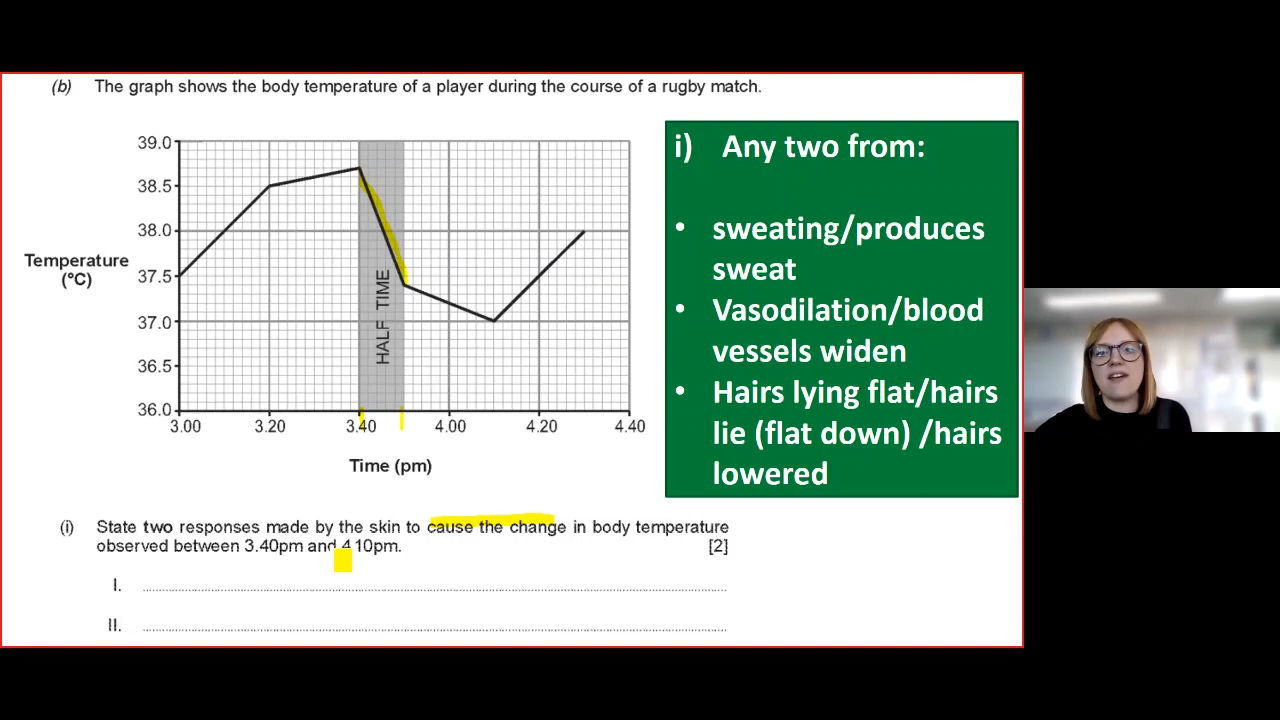 (b) The graph shows the body temperature of a player during the course of a rugby match.
39.0
38.5
38.0
37.5
37.0
36.5
36.0
Temperature
(°C)
HALF TIME
3.00 3.20 3.40 4.00 4.20 4.40
Time (pm)
i) Any two from:
• sweating/produces
sweat
• Vasodilation/blood
vessels widen
• Hairs lying flat/hairs
lie (flat down) /hairs
lowered
(i) State two responses made by the skin to cause the change in body temperature
observed between 3.40pm and 4.10pm. [2]
I.
II.